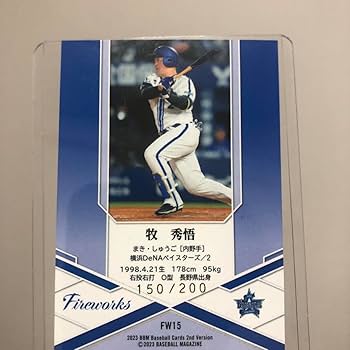 牧 秀悟
まき・しゅうご [内野手]
横浜DeNAベイスターズ/2
1998.4.21生 178cm 95kg
右投右打 O型 長野県出身
150/200
Fireworks
FW15
2023 BBM Baseball Cards 2nd Version
©2023 BASEBALL MAGAZINE